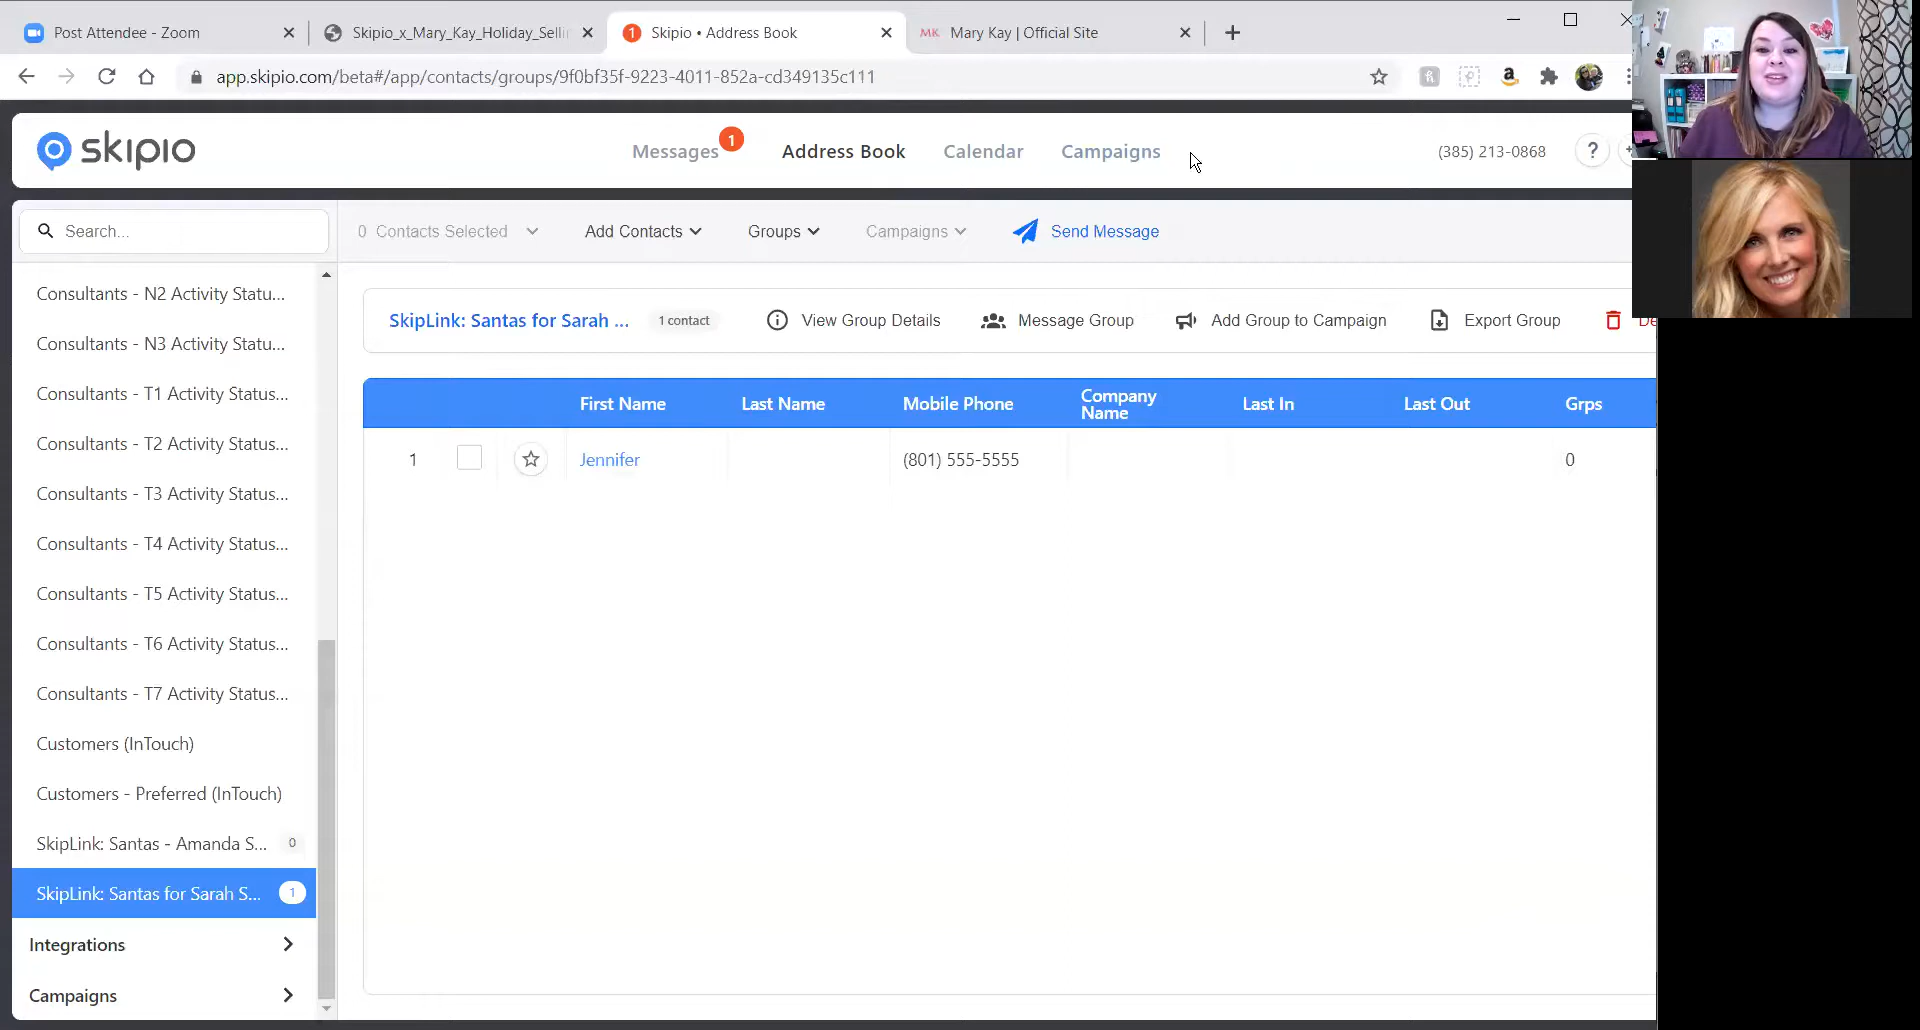 Post Attendee - Zoom
Skipio_x_Mary_Kay_Holiday_Selli
1
Skipio • Address Book
MK
Mary Kay | Official Site
app.skipio.com/beta#/app/contacts/groups/9f0bf35f-9223-4011-852a-cd349135c111
skipio
Messages
1
Address Book
Calendar
Campaigns
(385) 213-0868
?
Search...
0 Contacts Selected
Add Contacts
Groups
Campaigns
Send Message
Consultants - N2 Activity Statu...
Consultants - N3 Activity Statu...
Consultants - T1 Activity Status...
Consultants - T2 Activity Status...
Consultants - T3 Activity Status...
Consultants - T4 Activity Status...
Consultants - T5 Activity Status...
Consultants - T6 Activity Status...
Consultants - T7 Activity Status...
Customers (InTouch)
Customers - Preferred (InTouch)
SkipLink: Santas - Amanda S...
0
SkipLink: Santas for Sarah S...
1
Integrations
Campaigns
SkipLink: Santas for Sarah ...
1 contact
View Group Details
Message Group
Add Group to Campaign
Export Group
De
First Name
Last Name
Mobile Phone
Company Name
Last In
Last Out
Grps
1
Jennifer
(801) 555-5555
0